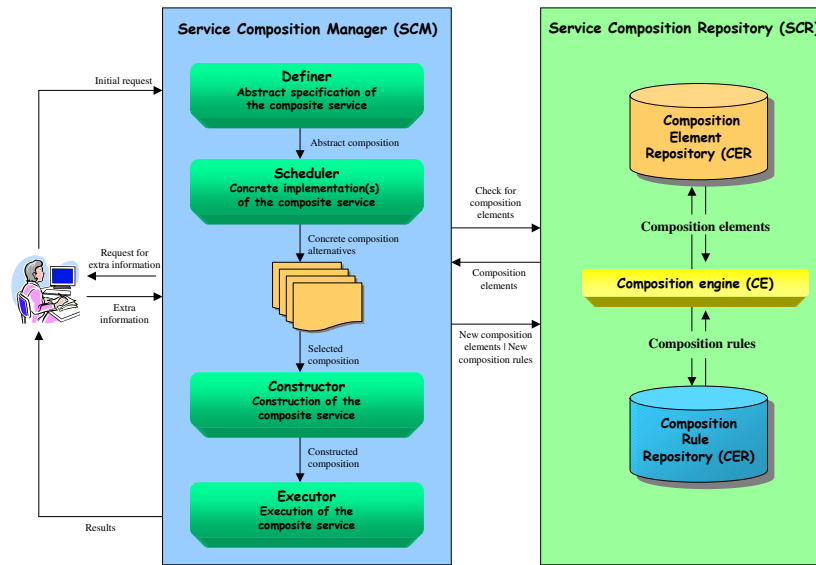 Service Composition Manager (SCM)
Service Composition Repository (SCR)
Initial request
Definer
Abstract specification of
the composite service
Abstract composition
Scheduler
Concrete implementation(s)
of the composite service
Concrete composition
alternatives
Selected
composition
Constructor
Construction of the
composite service
Constructed
composition
Executor
Execution of the
composite service
Request for
extra information
Extra
information
Results
Check for
composition
elements
Composition
elements
New composition
elements | New
composition rules
Composition
Element
Repository (CER
Composition elements
Composition engine (CE)
Composition rules
Composition
Rule
Repository (CER)